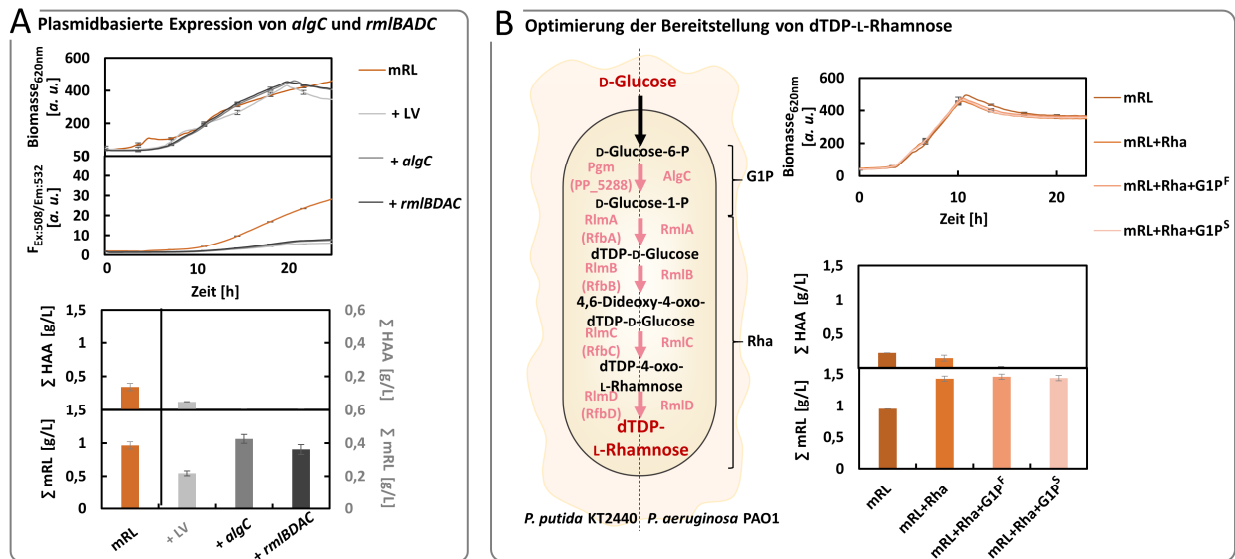 A Plasmidbasierte Expression von algC und rmlBADC
Biomasse620nm
[a. u.]
600
400
200
50
40
30
20
10
0
FEx:508/Em:532
[a. u.]
0 10 20
Zeit [h]
mRL
+ LV
+ algC
+ rmlBDAC
∑ HAA [g/L]
1,5
1
0,5
1,5
1
0,5
0
∑ mRL [g/L]
0,6
0,4
0,2
0,6
0,4
0,2
0
∑ HAA
[g/L]
∑ mRL
[g/L]
mRL
+ LV
+ algC
+ rmlBDAC
B Optimierung der Bereitstellung von dTDP-L-Rhamnose
D-Glucose
D-Glucose-6-P
Pgm
(PP_5288)
AlgC
D-Glucose-1-P
RlmA
(RfbA)
RmlA
dTDP-D-Glucose
RlmB
(RfbB)
RmlB
4,6-Dideoxy-4-oxo-
dTDP-D-Glucose
RlmC
(RfbC)
RmlC
dTDP-4-oxo-
L-Rhamnose
RlmD
(RfbD)
RmlD
dTDP-
L-Rhamnose
G1P
Rha
P. putida KT2440 P. aeruginosa PAO1
Biomasse620nm
[a. u.]
600
400
200
0
0 10 20
Zeit [h]
mRL
mRL+Rha
mRL+Rha+G1Pᶠ
mRL+Rha+G1Pˢ
∑ HAA [g/L]
1,5
1
0,5
1,5
1
0,5
0
∑ mRL [g/L]
mRL
mRL+Rha
mRL+Rha+G1Pᶠ
mRL+Rha+G1Pˢ